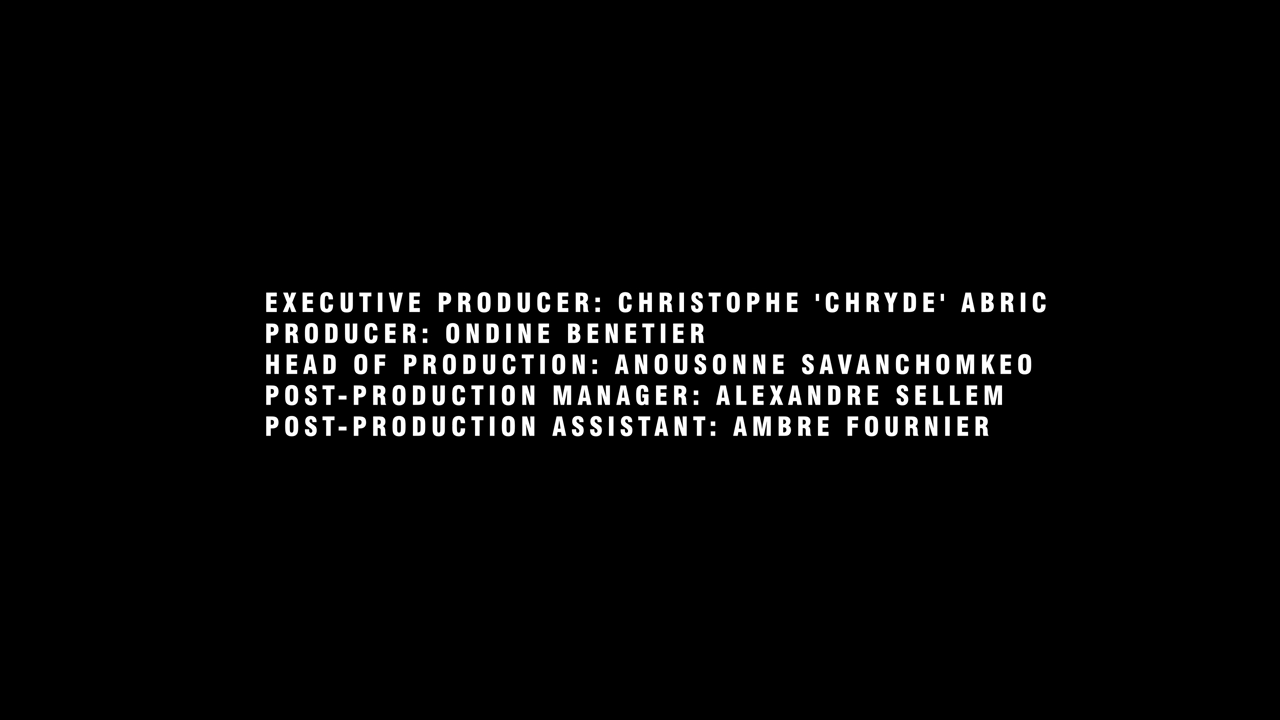 EXECUTIVE PRODUCER: CHRISTOPHE 'CHRYDE' ABRIC
PRODUCER: ONDINE BENETIER
HEAD OF PRODUCTION: ANOUSONNE SAVANCHOMKEO
POST-PRODUCTION MANAGER: ALEXANDRE SELLEM
POST-PRODUCTION ASSISTANT: AMBRE FOURNIER